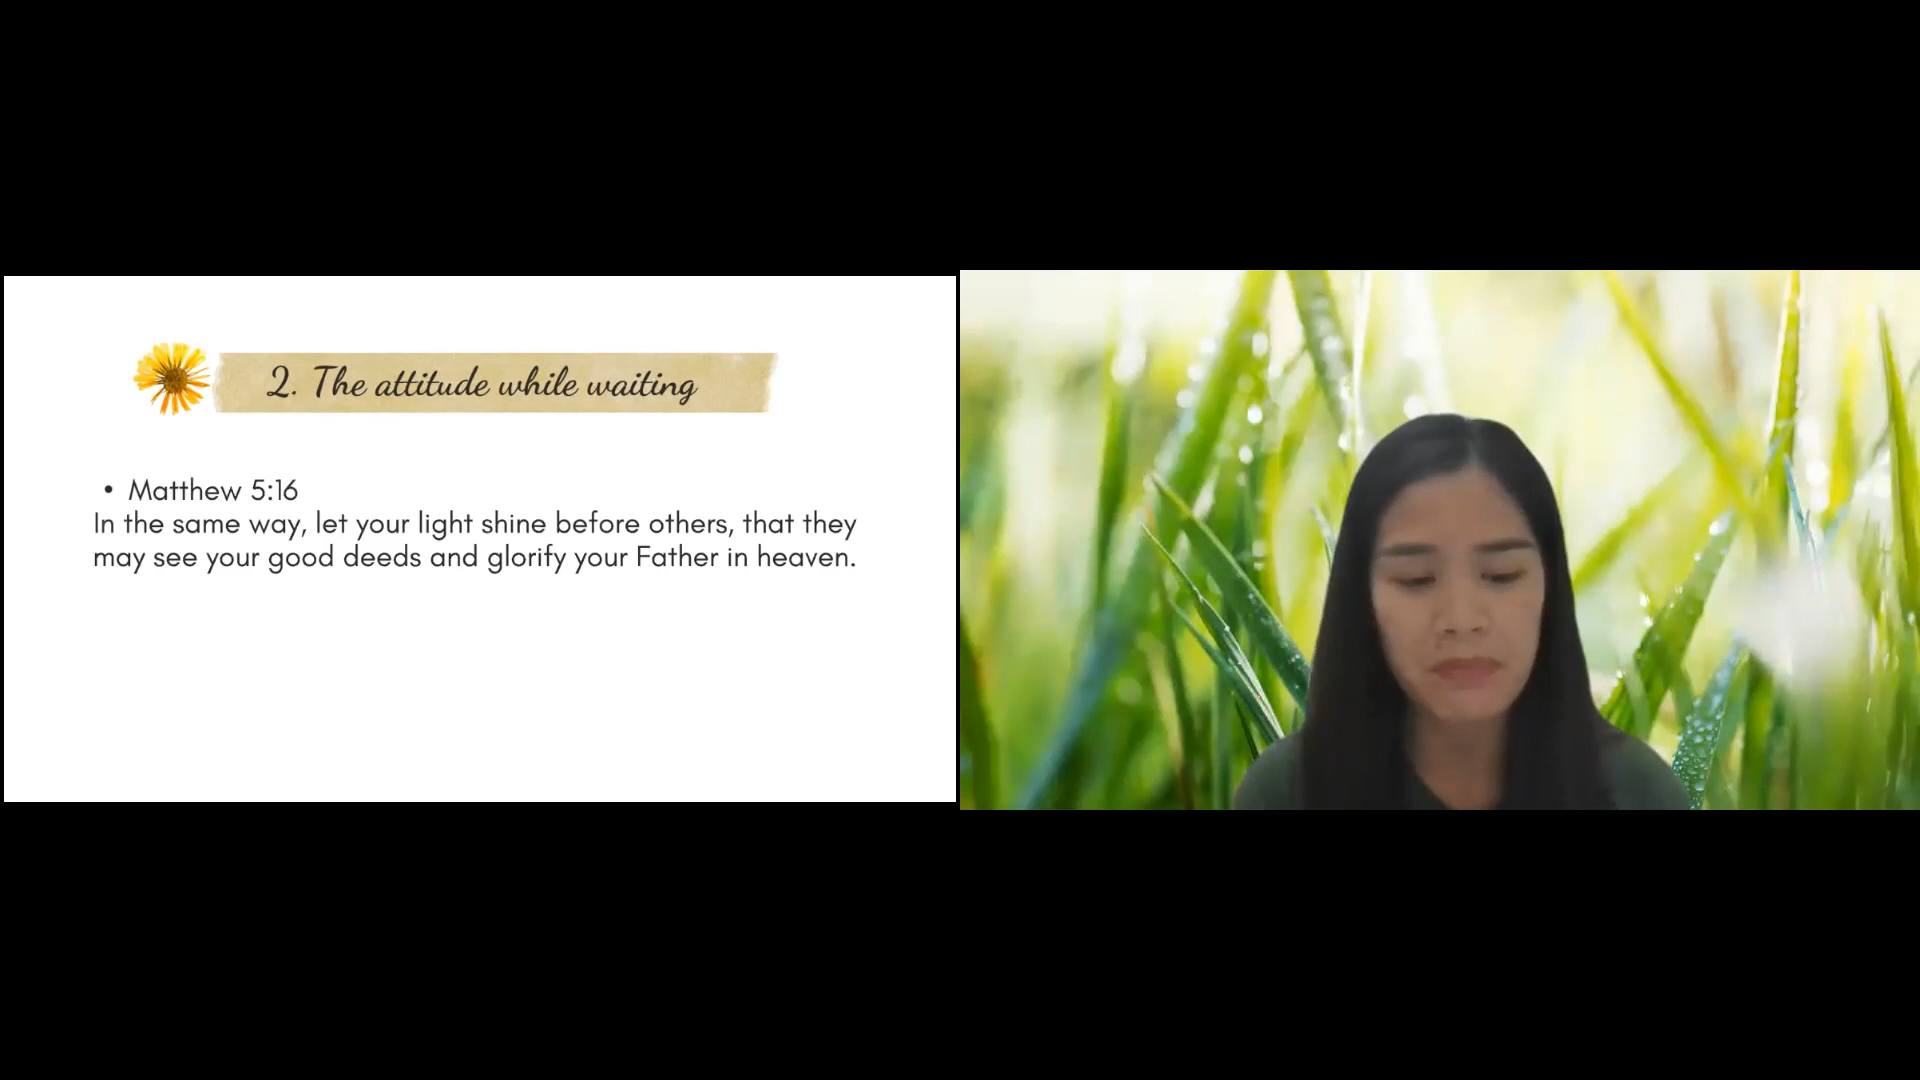 2. The attitude while waiting
• Matthew 5:16
In the same way, let your light shine before others, that they
may see your good deeds and glorify your Father in heaven.